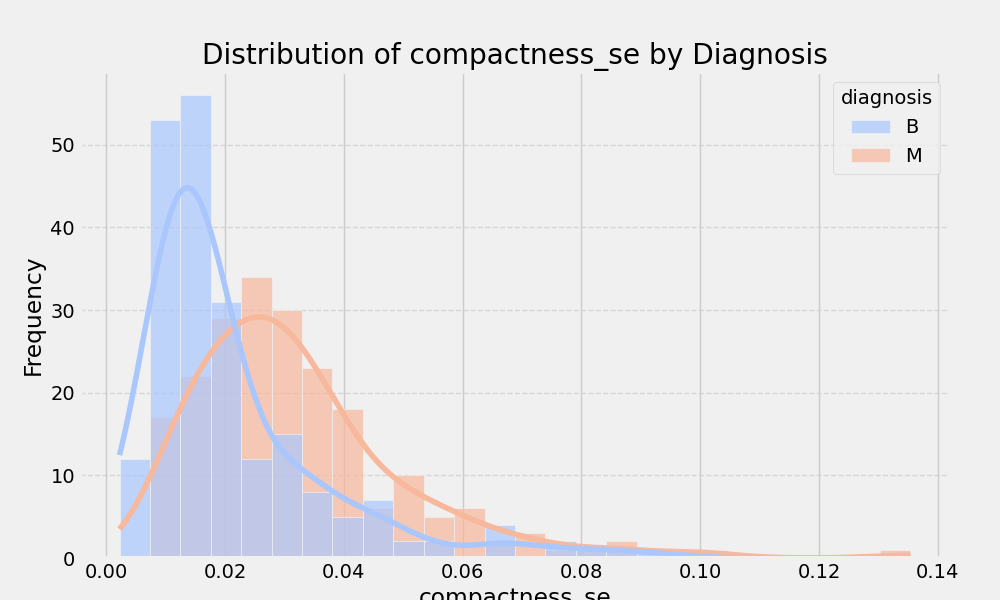 Distribution of compactness_se by Diagnosis
diagnosis
B
M
Frequency
50
40
30
20
10
0
0.00 0.02 0.04 0.06 0.08 0.10 0.12 0.14
compactness_se